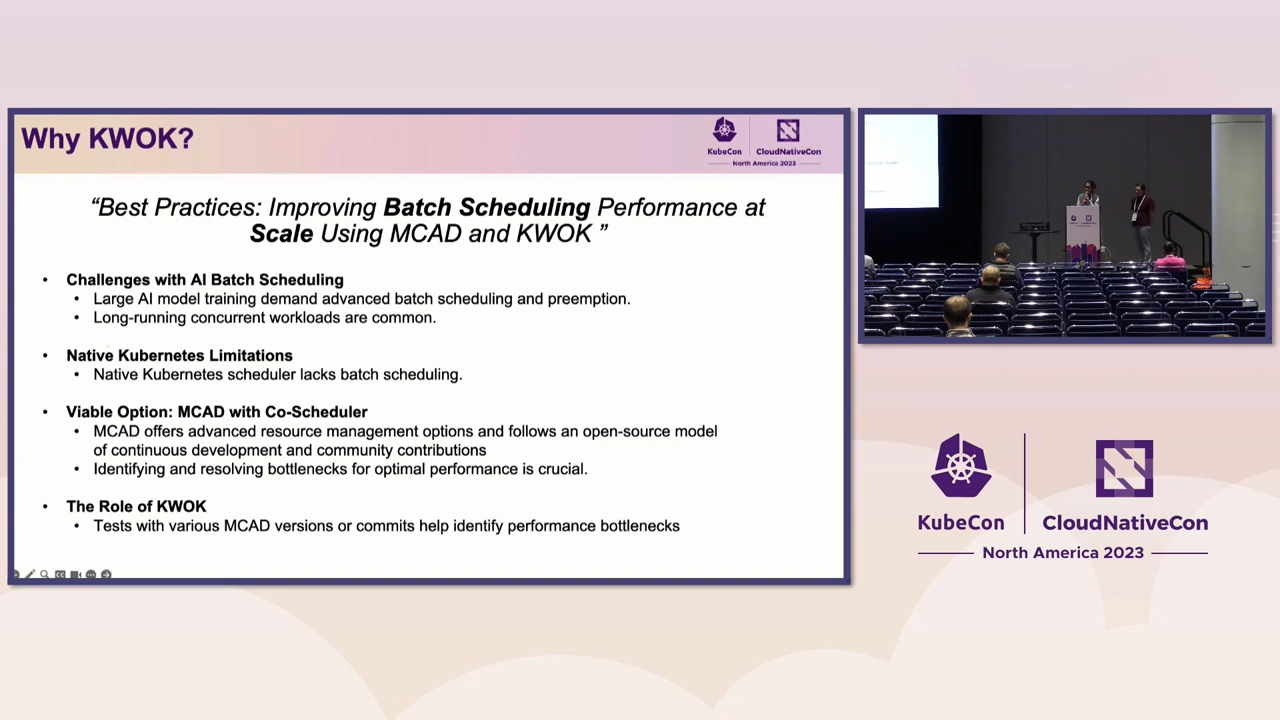 Why KWOK?
KubeCon
CloudNativeCon
North America 2023
“Best Practices: Improving Batch Scheduling Performance at
Scale Using MCAD and KWOK ”
• Challenges with AI Batch Scheduling
• Large AI model training demand advanced batch scheduling and preemption.
• Long-running concurrent workloads are common.
• Native Kubernetes Limitations
• Native Kubernetes scheduler lacks batch scheduling.
• Viable Option: MCAD with Co-Scheduler
• MCAD offers advanced resource management options and follows an open-source model
of continuous development and community contributions
• Identifying and resolving bottlenecks for optimal performance is crucial.
• The Role of KWOK
• Tests with various MCAD versions or commits help identify performance bottlenecks
KubeCon
CloudNativeCon
North America 2023